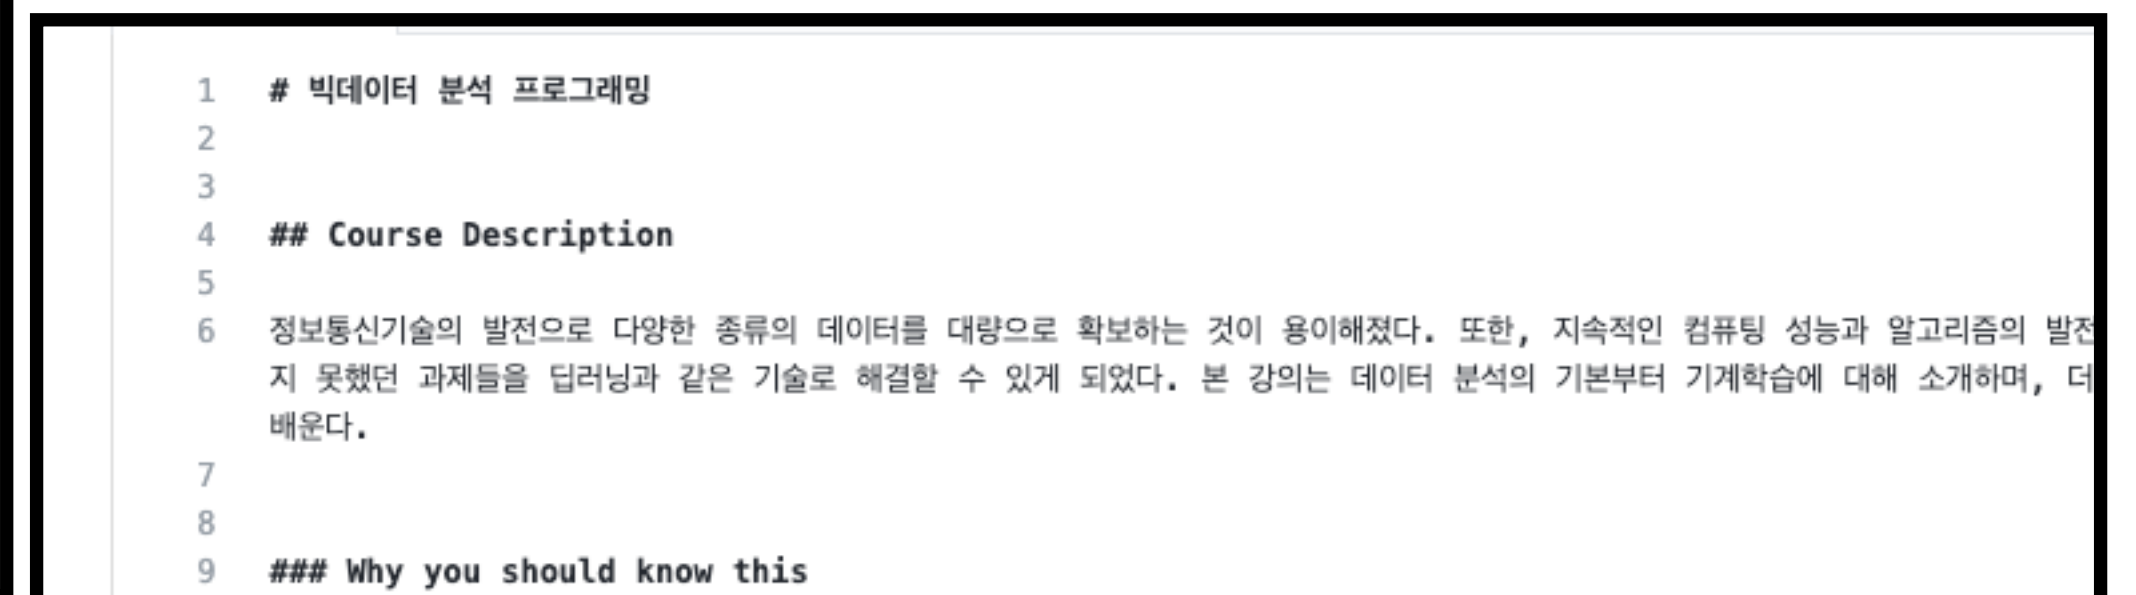 1 # 빅데이터 분석 프로그래밍
2
3
4 ## Course Description
5
6 정보통신기술의 발전으로 다양한 종류의 데이터를 대량으로 확보하는 것이 용이해졌다. 또한, 지속적인 컴퓨팅 성능과 알고리즘의 발전
지 못했던 과제들을 딥러닝과 같은 기술로 해결할 수 있게 되었다. 본 강의는 데이터 분석의 기본부터 기계학습에 대해 소개하며, 더
배운다.
7
8
9 ### Why you should know this